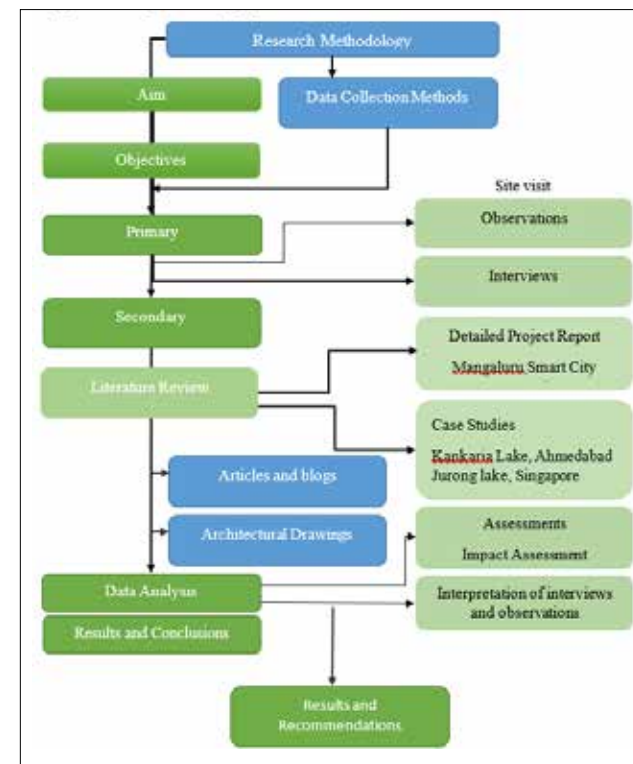 Research Methodology
Aim
Data Collection Methods
Objectives
Site visit
Primary
Observations
Interviews
Secondary
Detailed Project Report
Mangaluru Smart City
Literature Review
Case Studies
Kankaria Lake, Ahmedabad
Jurong lake, Singapore
Articles and blogs
Architectural Drawings
Assessments
Impact Assessment
Data Analysis
Interpretation of interviews
and observations
Results and Conclusions
Results and
Recommendations.